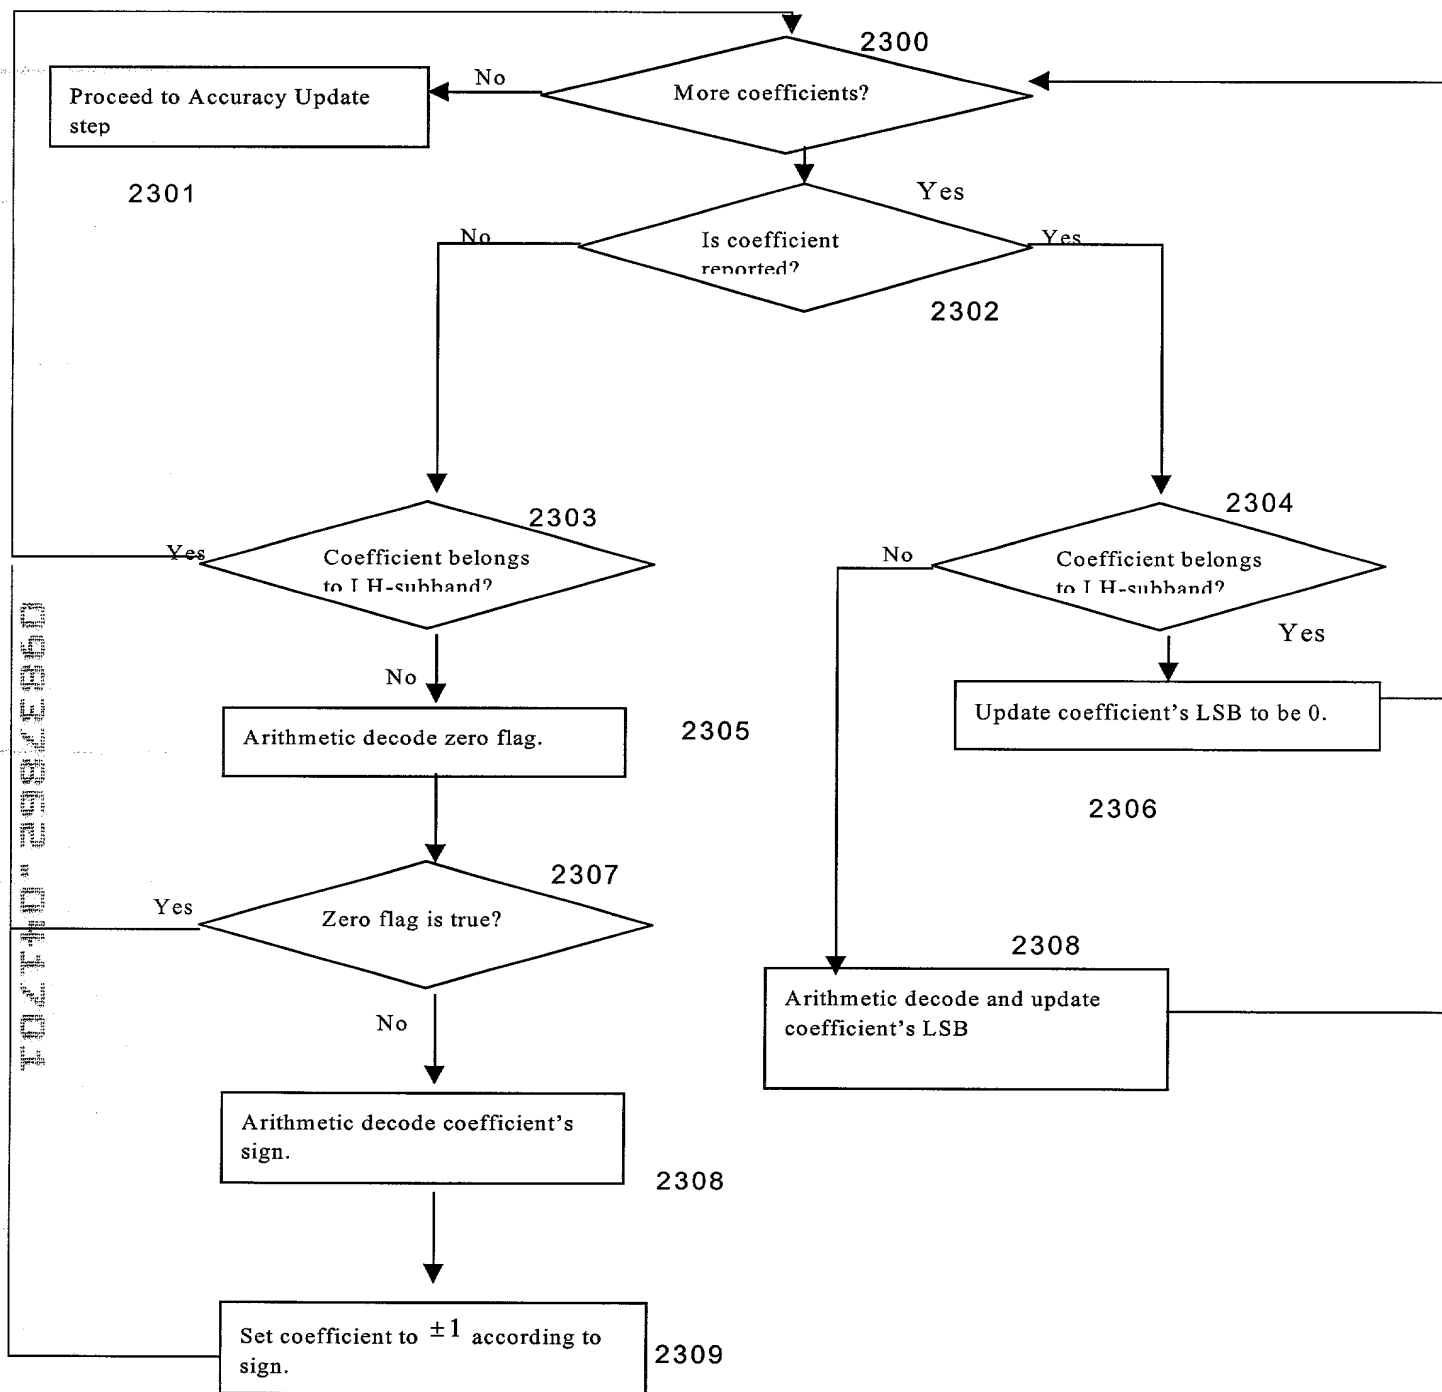 2300
No
More coefficients?
Proceed to Accuracy Update
step
2301
Yes
No
Is coefficient
reported?
Yes
2302
2303
Yes
Coefficient belongs
to LH-subband?
2304
No
Coefficient belongs
to LH-subband?
Yes
No
Arithmetic decode zero flag.
2305
Update coefficient's LSB to be 0.
2306
2307
Yes
Zero flag is true?
No
2308
Arithmetic decode and update
coefficient's LSB
Arithmetic decode coefficient's
sign.
2308
Set coefficient to ±1 according to
sign.
2309
09837862.041701